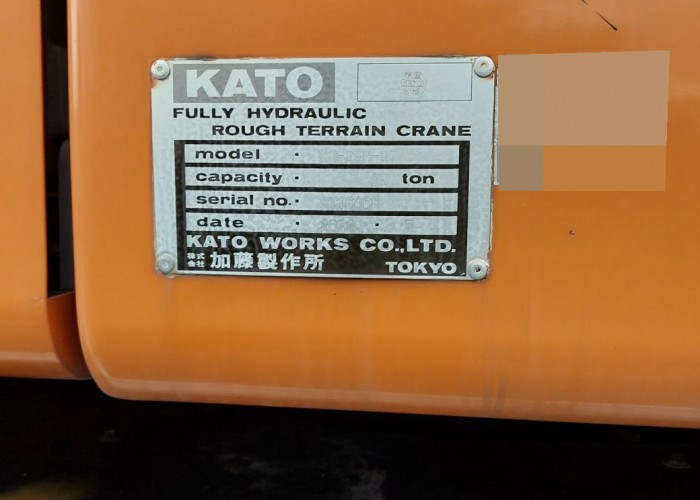 KATO
FULLY HYDRAULIC
ROUGH TERRAIN CRANE
model ·
capacity · ton
serial no. ·
date · ·
KATO WORKS CO.,LTD.
株式会社 加藤製作所 TOKYO